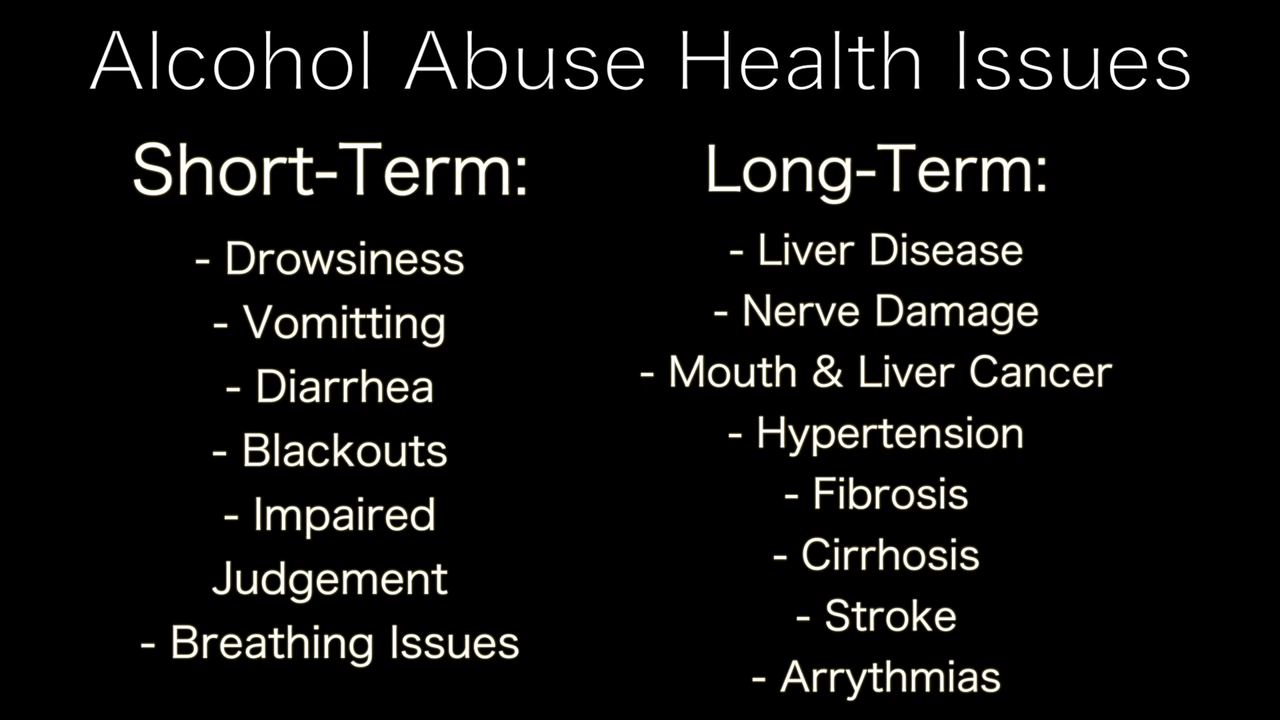 Alcohol Abuse Health Issues
Short-Term:
- Drowsiness
- Vomitting
- Diarrhea
- Blackouts
- Impaired
Judgement
- Breathing Issues
Long-Term:
- Liver Disease
- Nerve Damage
- Mouth & Liver Cancer
- Hypertension
- Fibrosis
- Cirrhosis
- Stroke
- Arrythmias